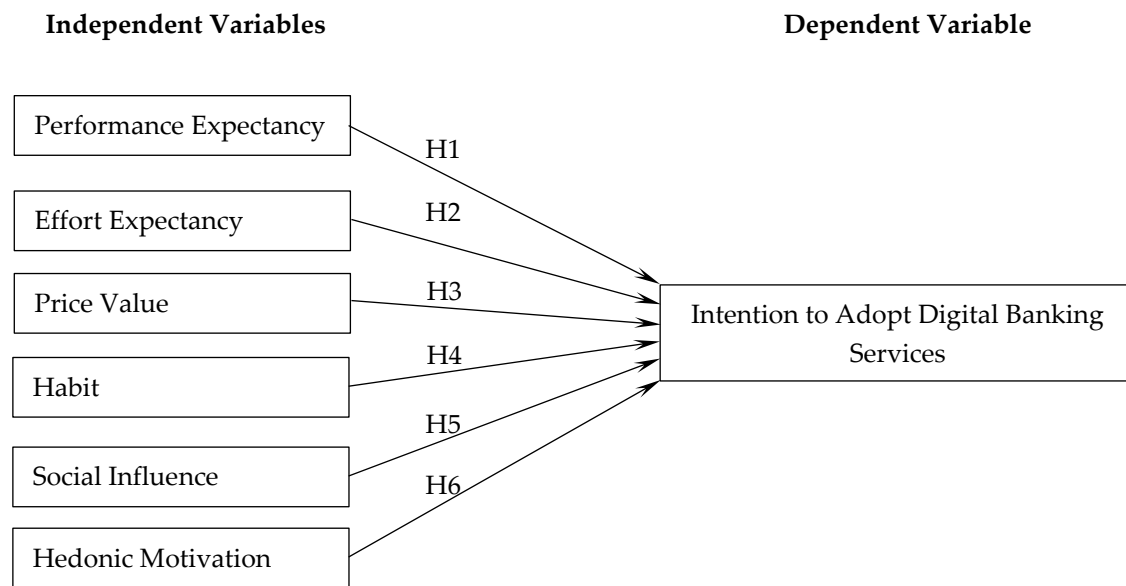 Independent Variables
Dependent Variable
Performance Expectancy
H1
Effort Expectancy
H2
Price Value
H3
Intention to Adopt Digital Banking
Services
Habit
H4
Social Influence
H5
Hedonic Motivation
H6